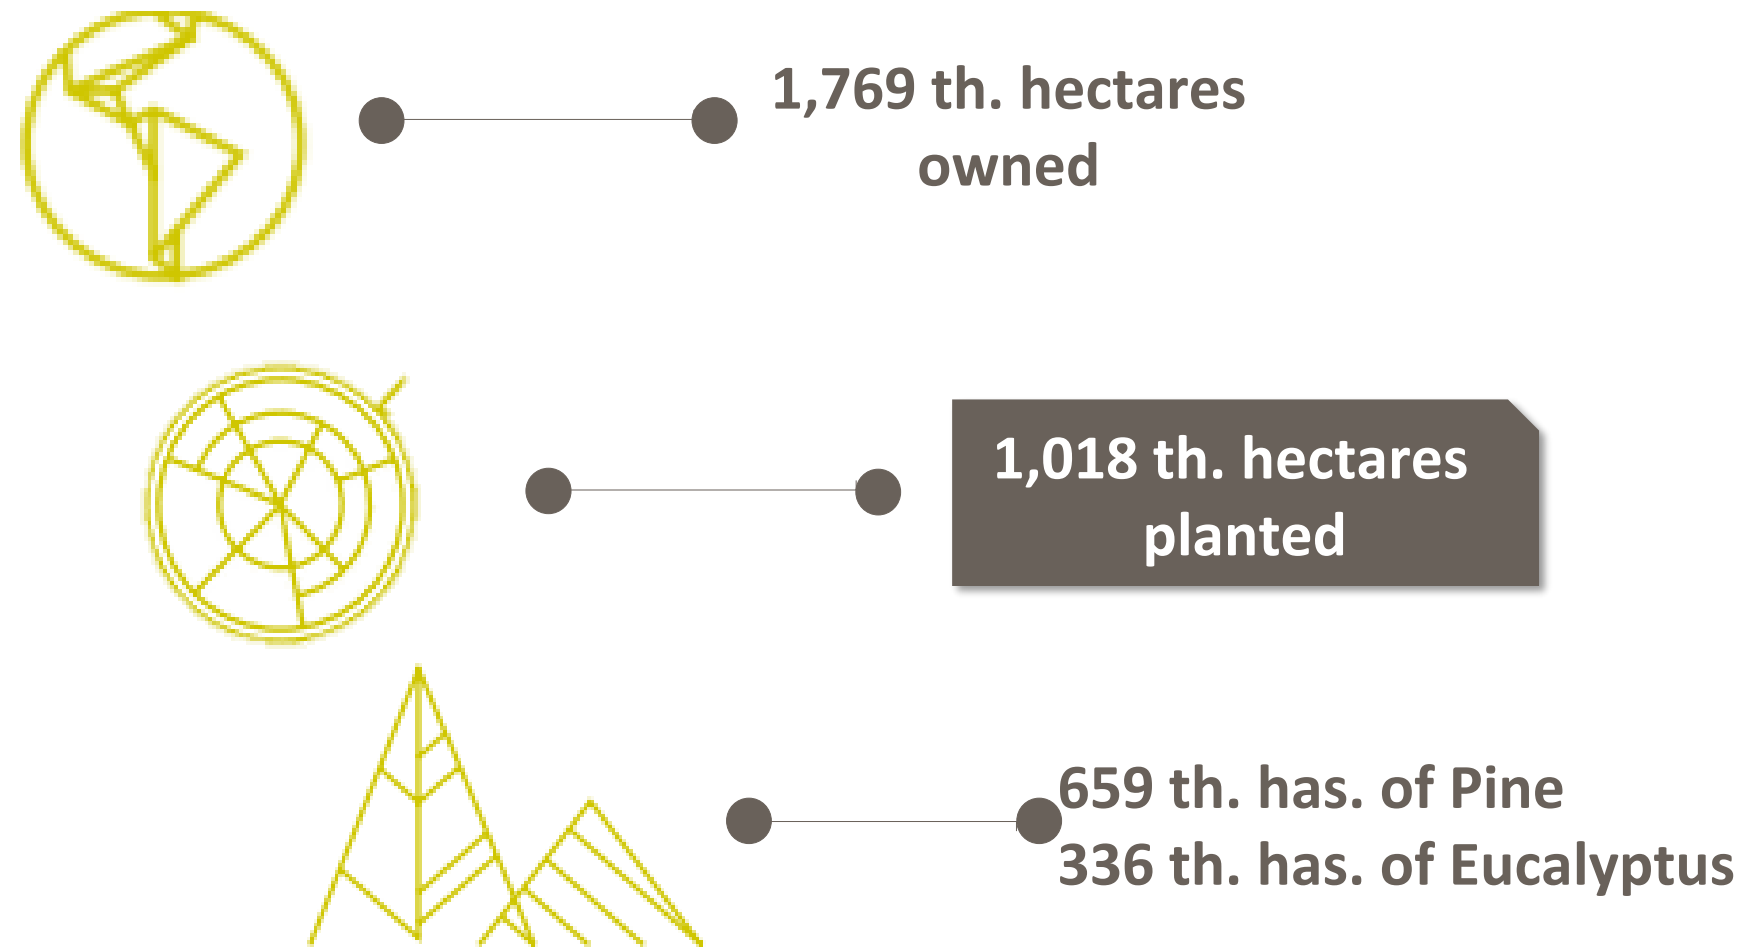 1,769 th. hectares
owned
1,018 th. hectares
planted
659 th. has. of Pine
336 th. has. of Eucalyptus